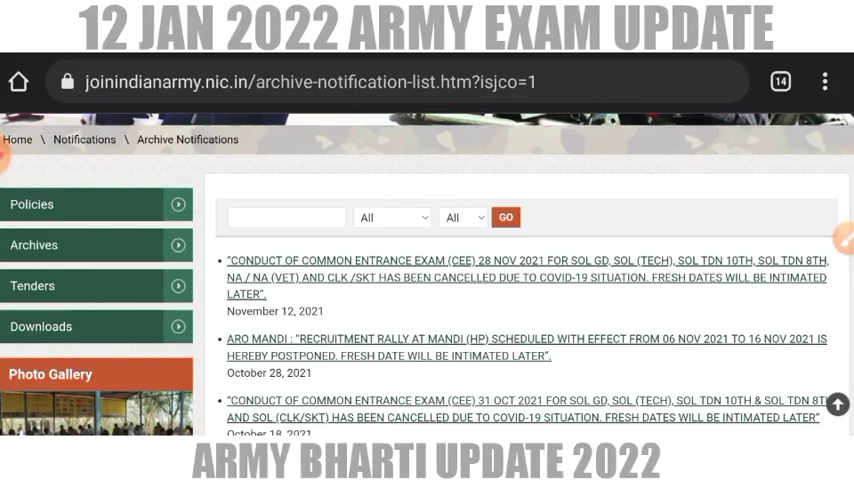 12 JAN 2022 ARMY EXAM UPDATE
joinindianarmy.nic.in/archive-notification-list.htm?isjco=1
14
Home \ Notifications \ Archive Notifications
Policies
Archives
Tenders
Downloads
Photo Gallery
All
All
GO
“CONDUCT OF COMMON ENTRANCE EXAM (CEE) 28 NOV 2021 FOR SOL GD, SOL (TECH), SOL TDN 10TH, SOL TDN 8TH,
NA / NA (VET) AND CLK /SKT HAS BEEN CANCELLED DUE TO COVID-19 SITUATION. FRESH DATES WILL BE INTIMATED
LATER”.
November 12, 2021
ARO MANDI : “RECRUITMENT RALLY AT MANDI (HP) SCHEDULED WITH EFFECT FROM 06 NOV 2021 TO 16 NOV 2021 IS
HEREBY POSTPONED. FRESH DATE WILL BE INTIMATED LATER”.
October 28, 2021
“CONDUCT OF COMMON ENTRANCE EXAM (CEE) 31 OCT 2021 FOR SOL GD, SOL (TECH), SOL TDN 10TH & SOL TDN 8TH
AND SOL (CLK/SKT) HAS BEEN CANCELLED DUE TO COVID-19 SITUATION. FRESH DATES WILL BE INTIMATED LATER”
October 18, 2021
ARMY BHARTI UPDATE 2022